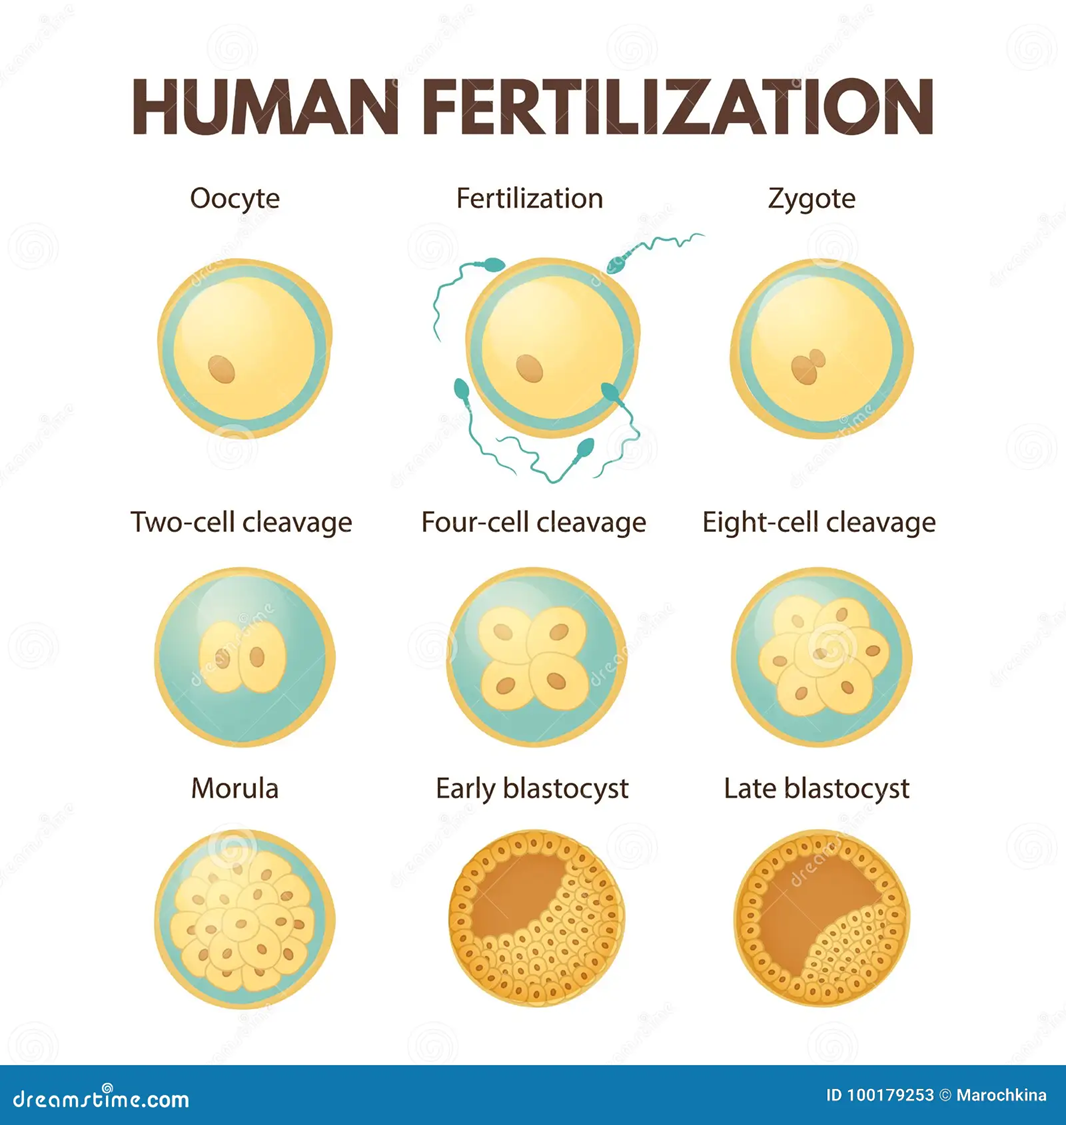 HUMAN FERTILIZATION
Oocyte
Fertilization
Zygote
Two-cell cleavage
Four-cell cleavage
Eight-cell cleavage
Morula
Early blastocyst
Late blastocyst
dreamstime.com
ID 100179253 © Marochkina